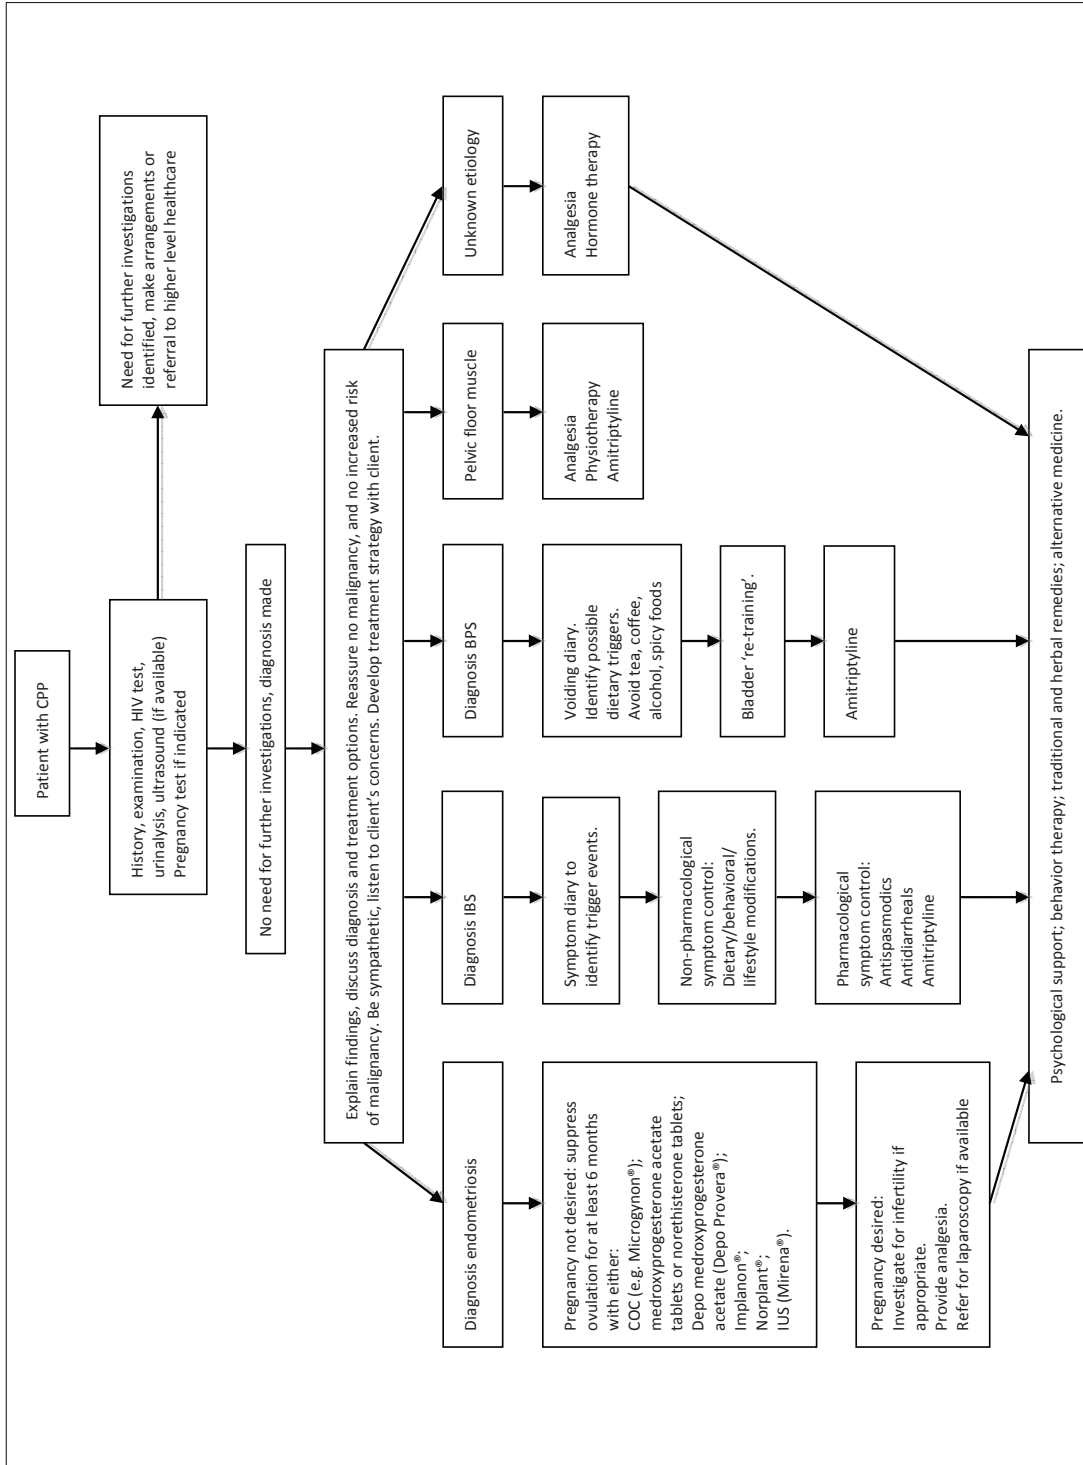 Patient with CPP
History, examination, HIV test,
urinalysis, ultrasound (if available)
Pregnancy test if indicated
Need for further investigations
identified, make arrangements or
referral to higher level healthcare
No need for further investigations, diagnosis made
Explain findings, discuss diagnosis and treatment options. Reassure no malignancy, and no increased risk
of malignancy. Be sympathetic, listen to client's concerns. Develop treatment strategy with client.
Diagnosis endometriosis
Pregnancy not desired: suppress
ovulation for at least 6 months
with either:
COC (e.g. Microgynon®);
medroxyprogesterone acetate
tablets or norethisterone tablets;
Depo medroxyprogesterone
acetate (Depo Provera®);
Implanon®;
Norplant®;
IUS (Mirena®).
Pregnancy desired:
Investigate for infertility if
appropriate.
Provide analgesia.
Refer for laparoscopy if available
Diagnosis IBS
Symptom diary to
identify trigger events.
Non-pharmacological
symptom control:
Dietary/behavioral/
lifestyle modifications.
Pharmacological
symptom control:
Antispasmodics
Antidiarrheals
Amitriptyline
Diagnosis BPS
Voiding diary.
Identify possible
dietary triggers.
Avoid tea, coffee,
alcohol, spicy foods
Bladder 're-training'.
Amitriptyline
Pelvic floor muscle
Analgesia
Physiotherapy
Amitriptyline
Unknown etiology
Analgesia
Hormone therapy
Psychological support; behavior therapy; traditional and herbal remedies; alternative medicine.